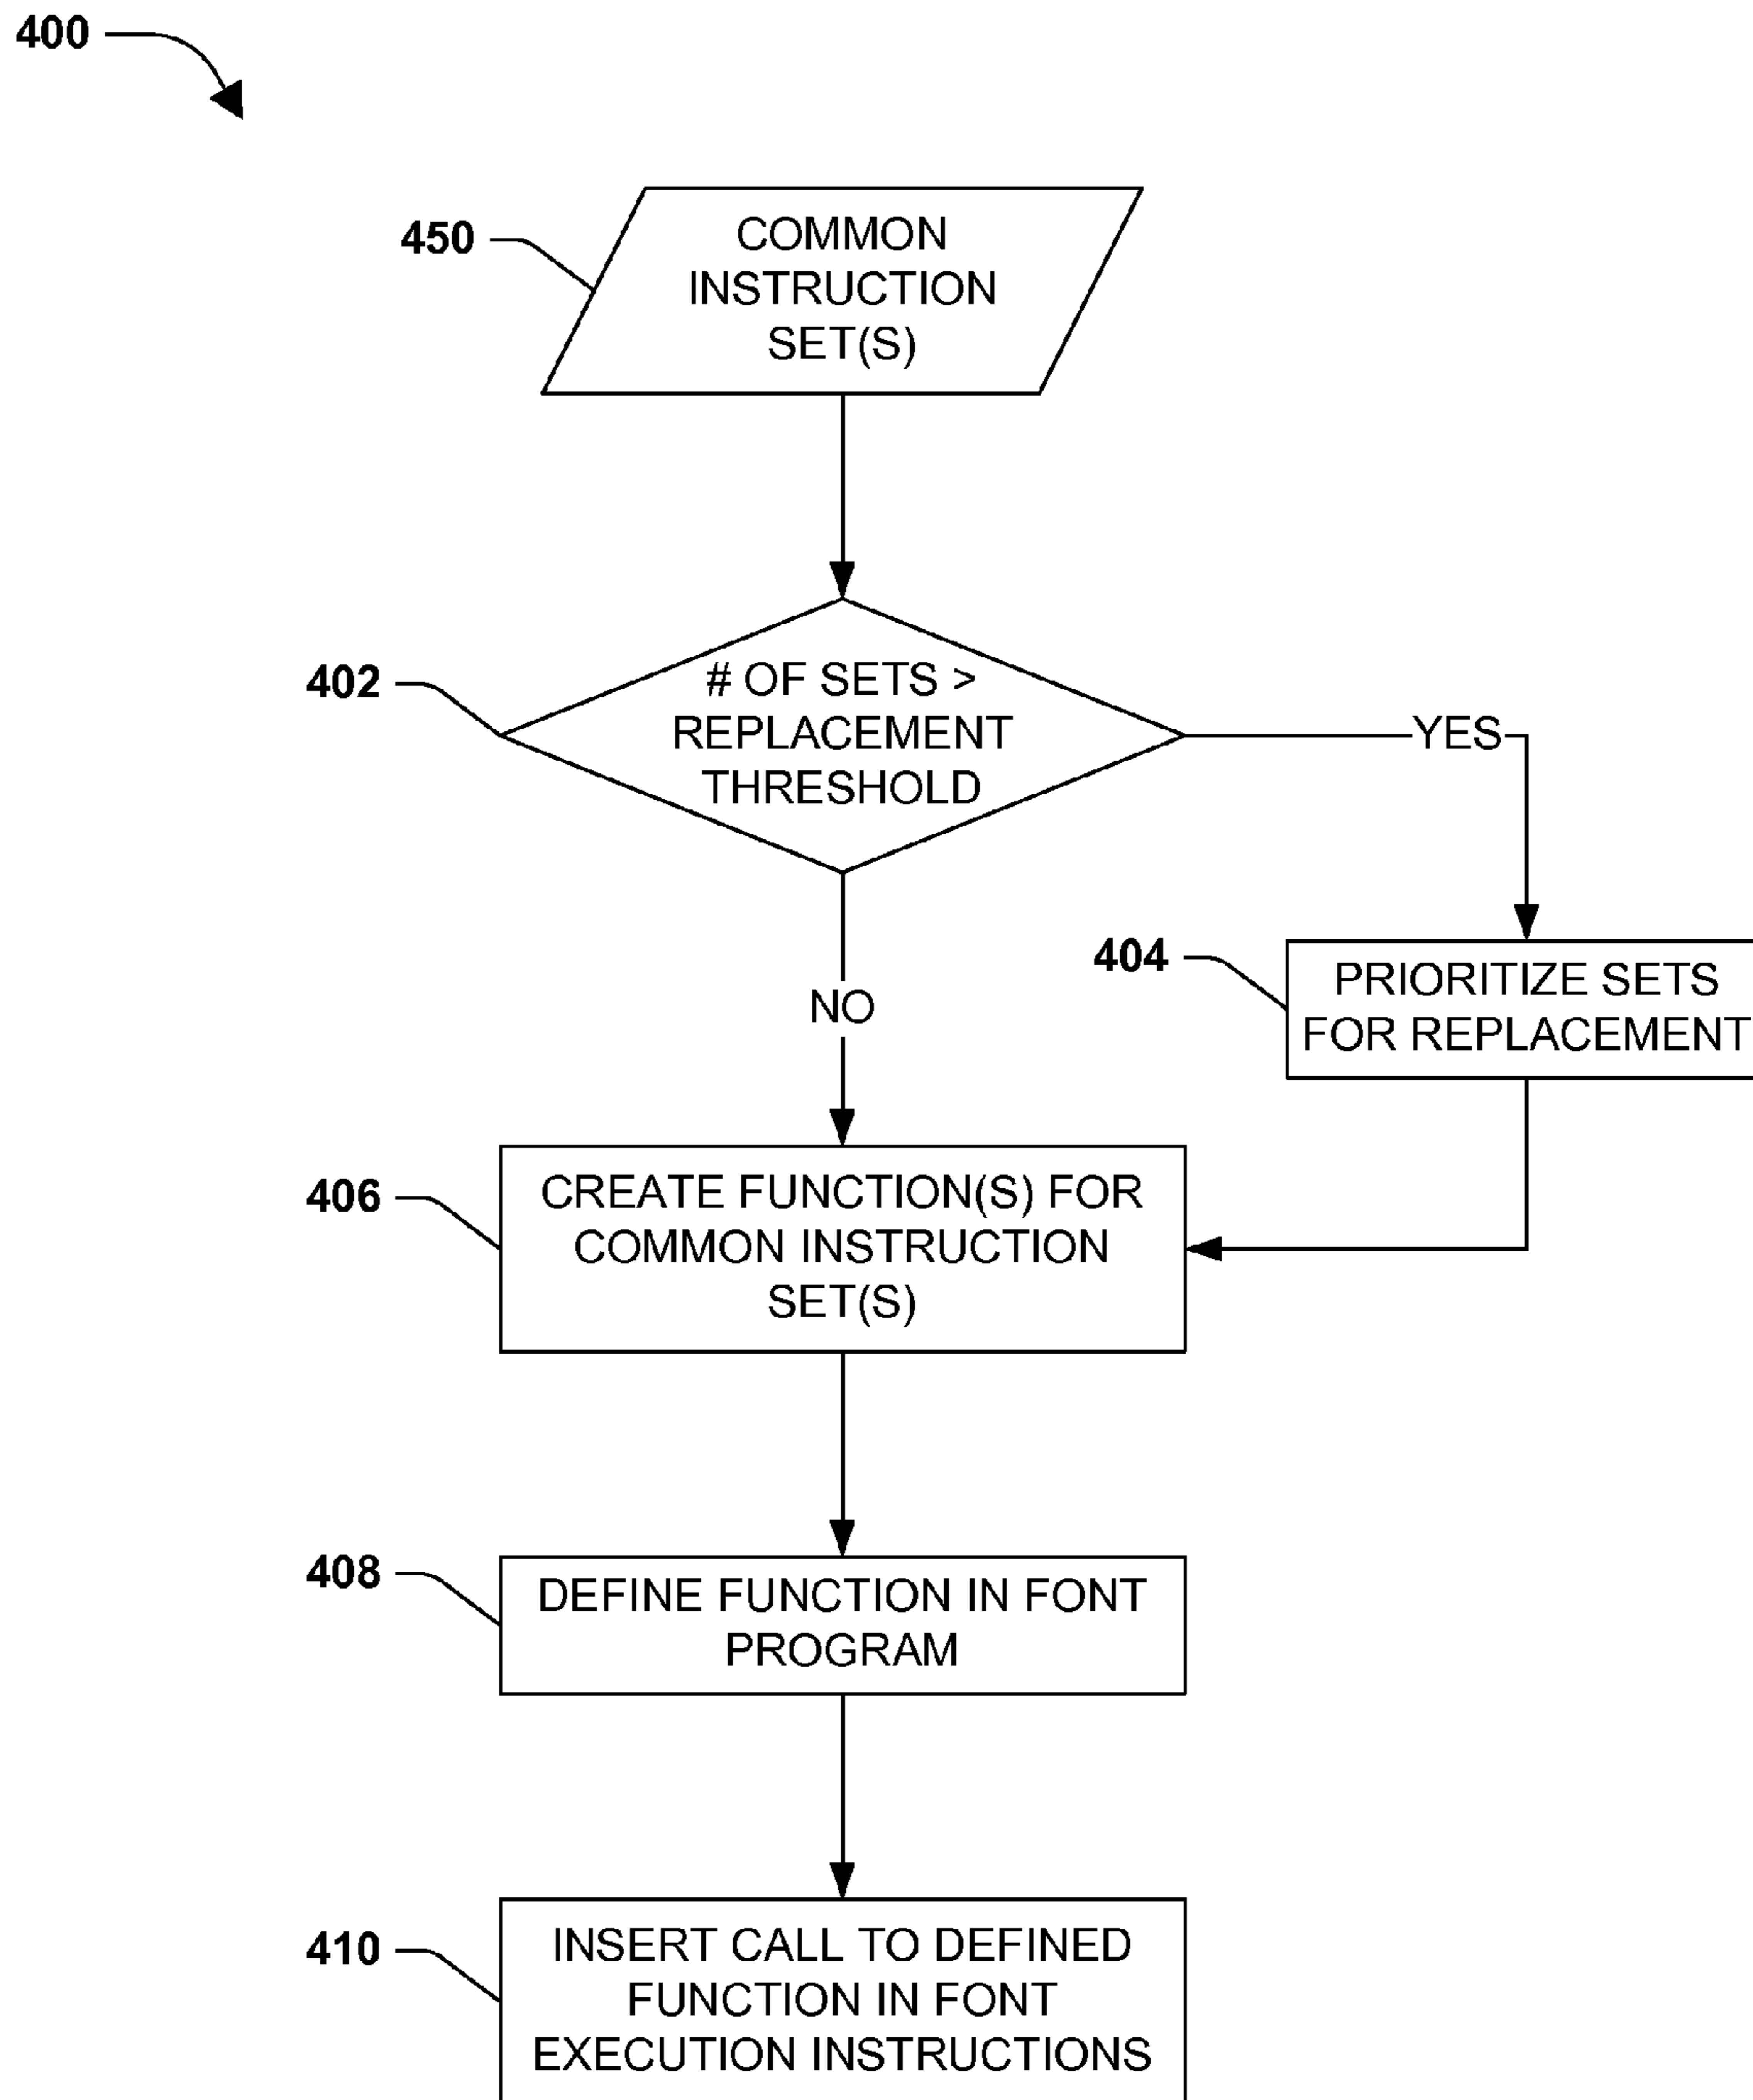 400
450
COMMON
INSTRUCTION
SET(S)
402
# OF SETS >
REPLACEMENT
THRESHOLD
YES
404
PRIORITIZE SETS
FOR REPLACEMENT
NO
406
CREATE FUNCTION(S) FOR
COMMON INSTRUCTION
SET(S)
408
DEFINE FUNCTION IN FONT
PROGRAM
410
INSERT CALL TO DEFINED
FUNCTION IN FONT
EXECUTION INSTRUCTIONS